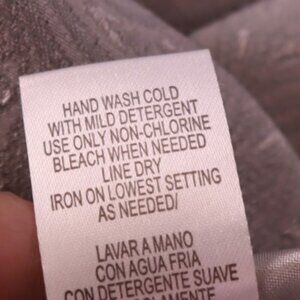 HAND WASH COLD
WITH MILD DETERGENT
USE ONLY NON-CHLORINE
BLEACH WHEN NEEDED
LINE DRY
IRON ON LOWEST SETTING
AS NEEDED/
LAVAR A MANO
CON AGUA FRIA
CON DETERGENTE SUAVE